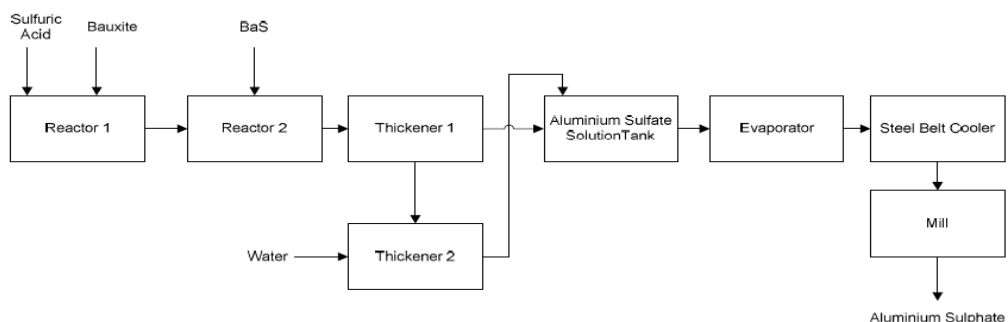 Sulfuric
Acid
Bauxite
BaS
Reactor 1
Reactor 2
Thickener 1
Aluminium Sulfate
SolutionTank
Evaporator
Steel Belt Cooler
Mill
Water
Thickener 2
Aluminium Sulphate